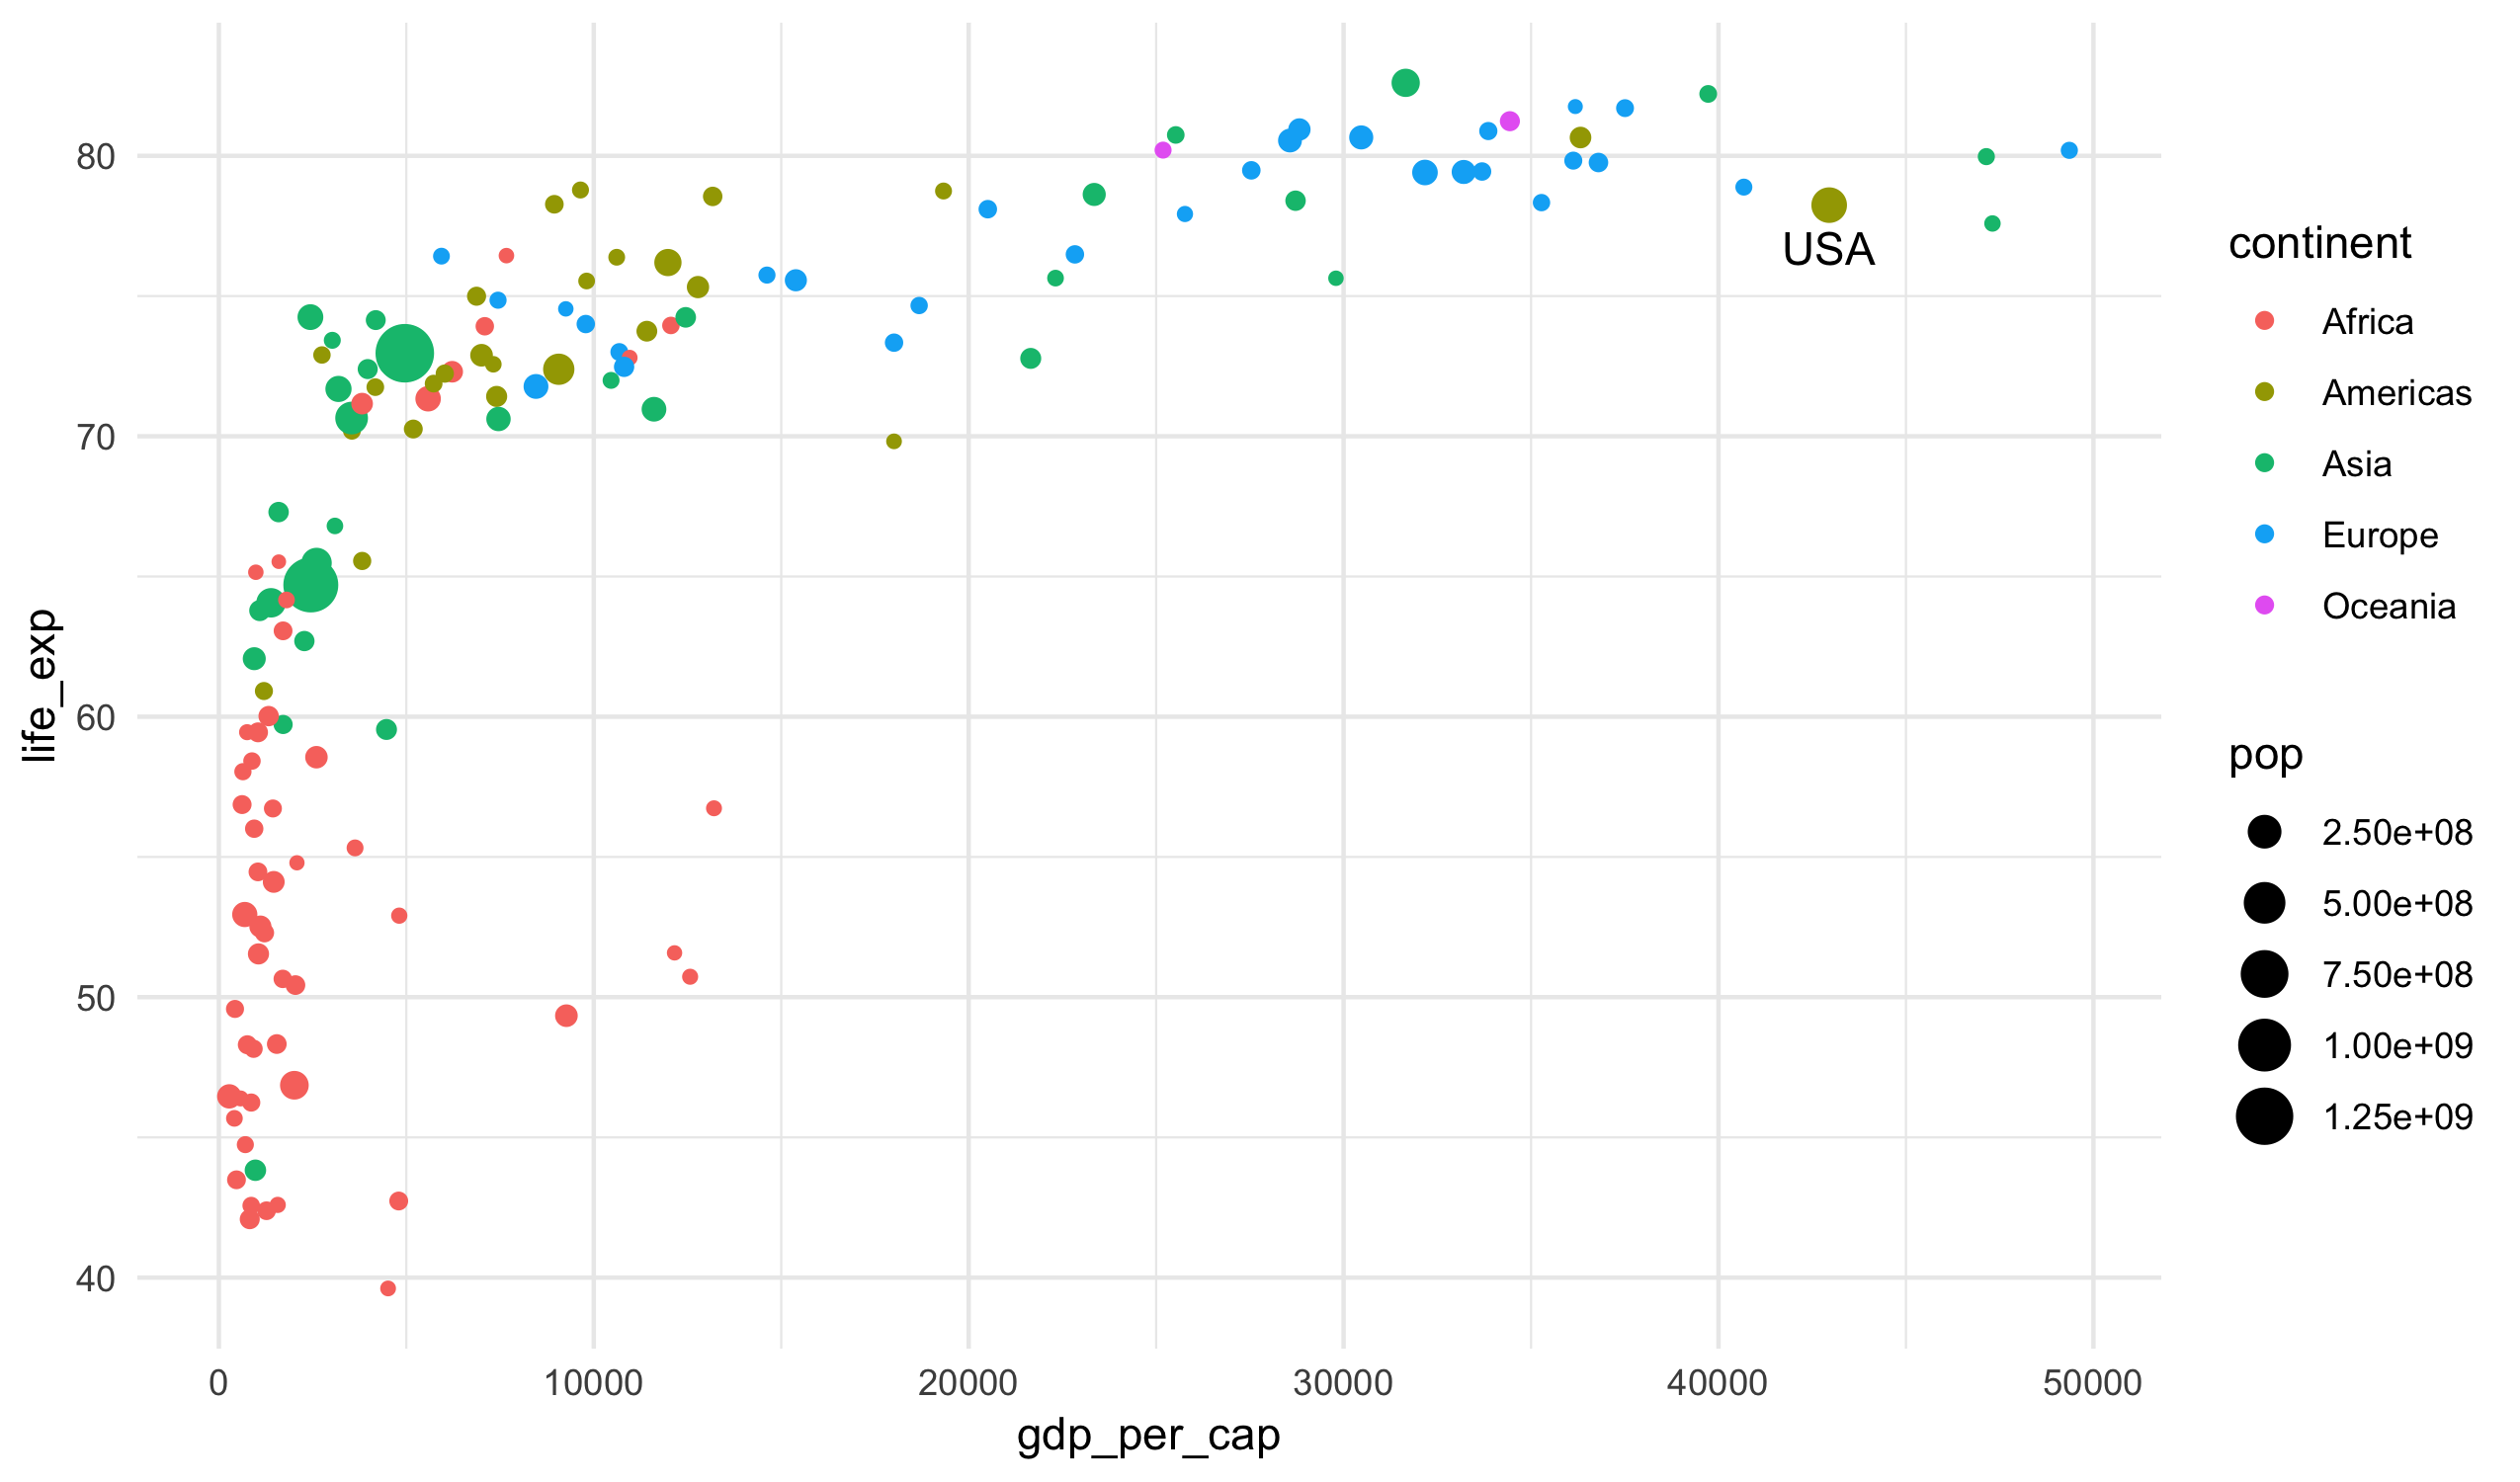 80
70
60
50
40
life_exp
0 10000 20000 30000 40000 50000
gdp_per_cap
USA
continent
Africa
Americas
Asia
Europe
Oceania
pop
2.50e+08
5.00e+08
7.50e+08
1.00e+09
1.25e+09